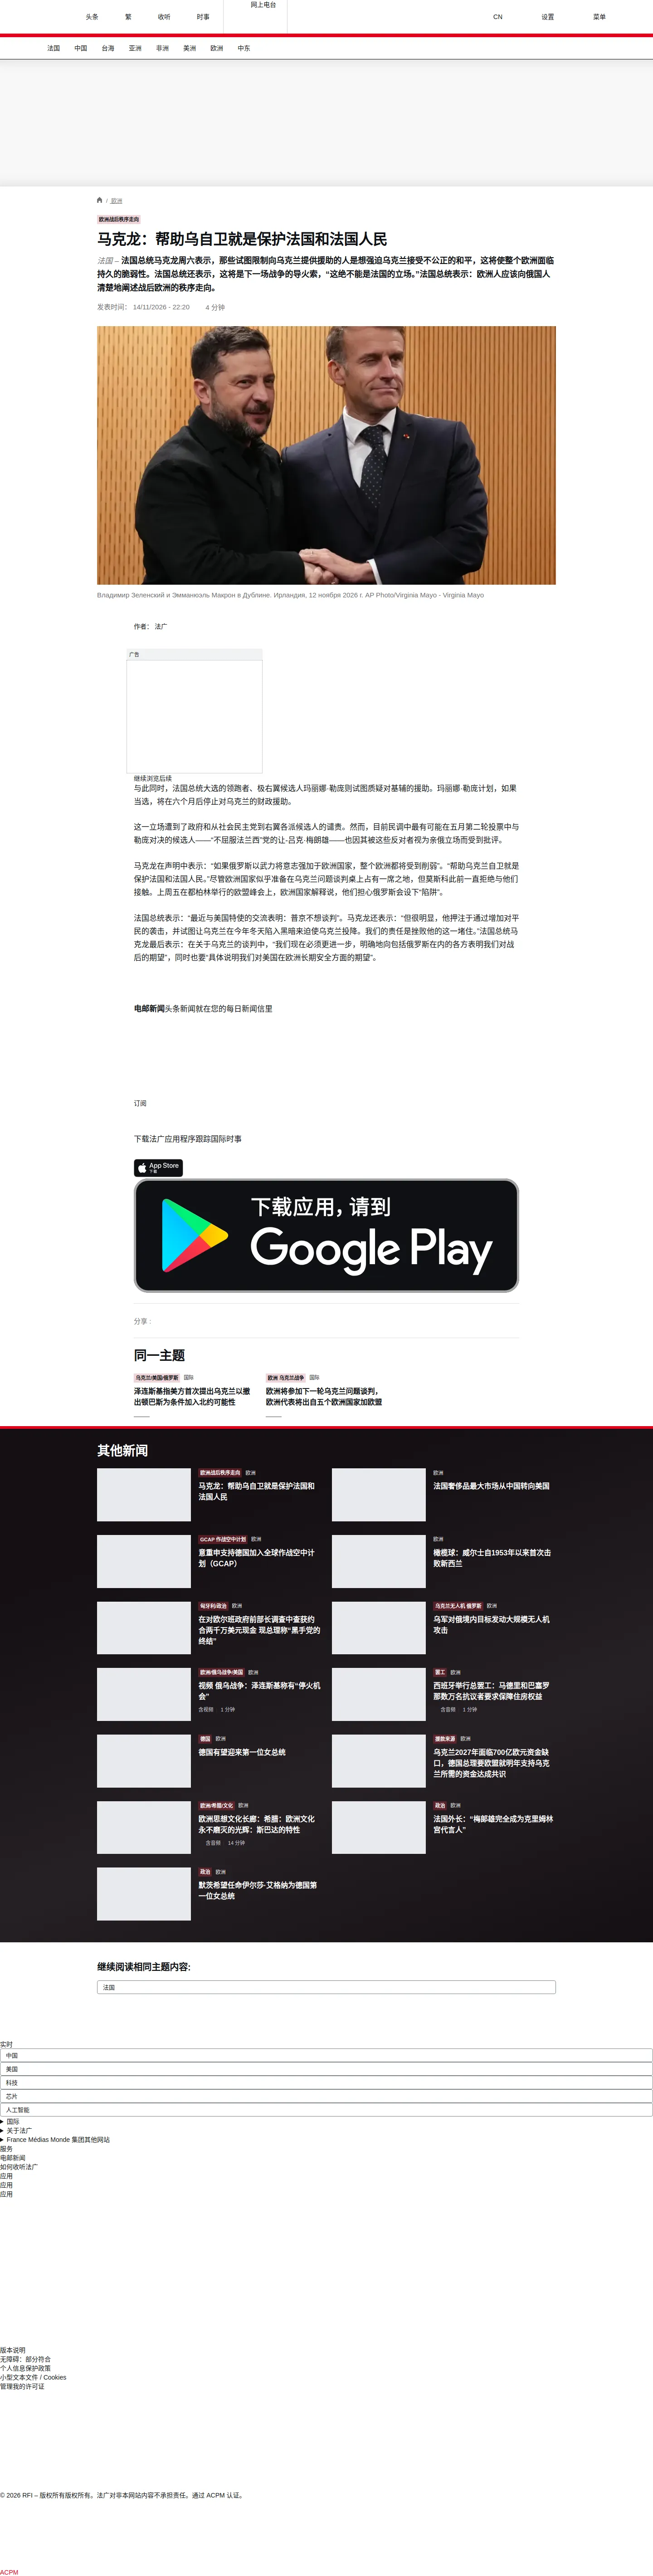 头条
繁
收听
时事
网上电台
CN
设置
菜单
法国
中国
台海
亚洲
非洲
美洲
欧洲
中东
/ 欧洲
欧洲战后秩序走向
马克龙：帮助乌自卫就是保护法国和法国人民
法国 – 法国总统马克龙周六表示，那些试图限制向乌克兰提供援助的人是想强迫乌克兰接受不公正的和平，这将使整个欧洲面临
持久的脆弱性。法国总统还表示，这将是下一场战争的导火索，“这绝不能是法国的立场。”法国总统表示：欧洲人应该向俄国人
清楚地阐述战后欧洲的秩序走向。
发表时间： 14/11/2026 - 22:20
4 分钟
Владимир Зеленский и Эммануэль Макрон в Дублине. Ирландия, 12 ноября 2026 г. AP Photo/Virginia Mayo - Virginia Mayo
作者： 法广
广告
继续浏览后续
与此同时，法国总统大选的领跑者、极右翼候选人玛丽娜·勒庞则试图质疑对基辅的援助。玛丽娜·勒庞计划，如果
当选，将在六个月后停止对乌克兰的财政援助。
这一立场遭到了政府和从社会民主党到右翼各派候选人的谴责。然而，目前民调中最有可能在五月第二轮投票中与
勒庞对决的候选人——“不屈服法兰西”党的让-吕克·梅朗雄——也因其被这些反对者视为亲俄立场而受到批评。
马克龙在声明中表示：“如果俄罗斯以武力将意志强加于欧洲国家，整个欧洲都将受到削弱”。“帮助乌克兰自卫就是
保护法国和法国人民。”尽管欧洲国家似乎准备在乌克兰问题谈判桌上占有一席之地，但莫斯科此前一直拒绝与他们
接触。上周五在都柏林举行的欧盟峰会上，欧洲国家解释说，他们担心俄罗斯会设下“陷阱”。
法国总统表示：“最近与美国特使的交流表明：普京不想谈判”。马克龙还表示：“但很明显，他押注于通过增加对平
民的袭击，并试图让乌克兰在今年冬天陷入黑暗来迫使乌克兰投降。我们的责任是挫败他的这一堵住。”法国总统马
克龙最后表示：在关于乌克兰的谈判中，“我们现在必须更进一步，明确地向包括俄罗斯在内的各方表明我们对战
后的期望”，同时也要“具体说明我们对美国在欧洲长期安全方面的期望”。
电邮新闻头条新闻就在您的每日新闻信里
订阅
下载法广应用程序跟踪国际时事
App Store
下载
下载应用，请到
Google Play
分享 :
同一主题
乌克兰/美国/俄罗斯 国际
泽连斯基指美方首次提出乌克兰以撤
出顿巴斯为条件加入北约可能性
欧洲 乌克兰战争 国际
欧洲将参加下一轮乌克兰问题谈判，
欧洲代表将出自五个欧洲国家加欧盟
其他新闻
欧洲战后秩序走向 欧洲
马克龙：帮助乌自卫就是保护法国和
法国人民
欧洲
法国奢侈品最大市场从中国转向美国
GCAP 作战空中计划 欧洲
意重申支持德国加入全球作战空中计
划（GCAP）
欧洲
橄榄球：威尔士自1953年以来首次击
败新西兰
匈牙利/政治 欧洲
在对欧尔班政府前部长调查中查获约
合两千万美元现金 现总理称“黑手党的
终结”
乌克兰无人机 俄罗斯 欧洲
乌军对俄境内目标发动大规模无人机
攻击
欧洲/俄乌战争/美国 欧洲
视频 俄乌战争：泽连斯基称有“停火机
会”
含视频 1 分钟
罢工 欧洲
西班牙举行总罢工：马德里和巴塞罗
那数万名抗议者要求保障住房权益
含音频 1 分钟
德国 欧洲
德国有望迎来第一位女总统
援款来源 欧洲
乌克兰2027年面临700亿欧元资金缺
口，德国总理要欧盟就明年支持乌克
兰所需的资金达成共识
欧洲/希腊/文化 欧洲
欧洲思想文化长廊：希腊：欧洲文化
永不磨灭的光辉：斯巴达的特性
含音频 14 分钟
政治 欧洲
法国外长：“梅郎雄完全成为克里姆林
宫代言人”
政治 欧洲
默茨希望任命伊尔莎·艾格纳为德国第
一位女总统
继续阅读相同主题内容:
法国
实时
中国
美国
科技
芯片
人工智能
国际
关于法广
France Médias Monde 集团其他网站
服务
电邮新闻
如何收听法广
应用
应用
应用
版本说明
无障碍：部分符合
个人信息保护政策
小型文本文件 / Cookies
管理我的许可证
© 2026 RFI – 版权所有版权所有。法广对非本网站内容不承担责任。通过 ACPM 认证。
ACPM